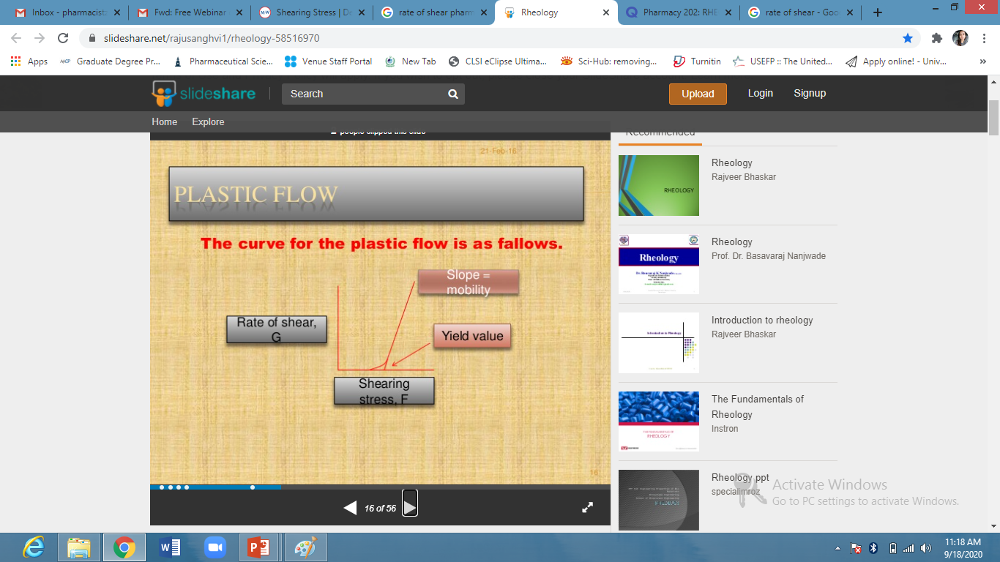 Inbox - pharmacist
Fwd: Free Webinar
Shearing Stress | De
rate of shear pharm
Rheology
Pharmacy 202: RHE
rate of shear - Goo
slideshare.net/rajusanghvi1/rheology-58516970
Apps
Graduate Degree Pr...
Pharmaceutical Scie...
Venue Staff Portal
New Tab
CLSI eClipse Ultima...
Sci-Hub: removing...
Turnitin
USEFP :: The United...
Apply online! - Univ...
»
slideshare
Search
Upload
Login
Signup
Home
Explore
people clipped this slide
Recommended
21-Feb-16
PLASTIC FLOW
The curve for the plastic flow is as fallows.
Slope =
mobility
Rate of shear,
G
Yield value
Shearing
stress, F
16
16 of 56
RHEOLOGY
Rheology
Rajveer Bhaskar
Rheology
Rheology
Prof. Dr. Basavaraj Nanjwade
Introduction to Rheology
Introduction to rheology
Rajveer Bhaskar
RHEOLOGY
The Fundamentals of
Rheology
Instron
Rheology ppt
specialimroz
Activate Windows
Go to PC settings to activate Windows.
11:18 AM
9/18/2020